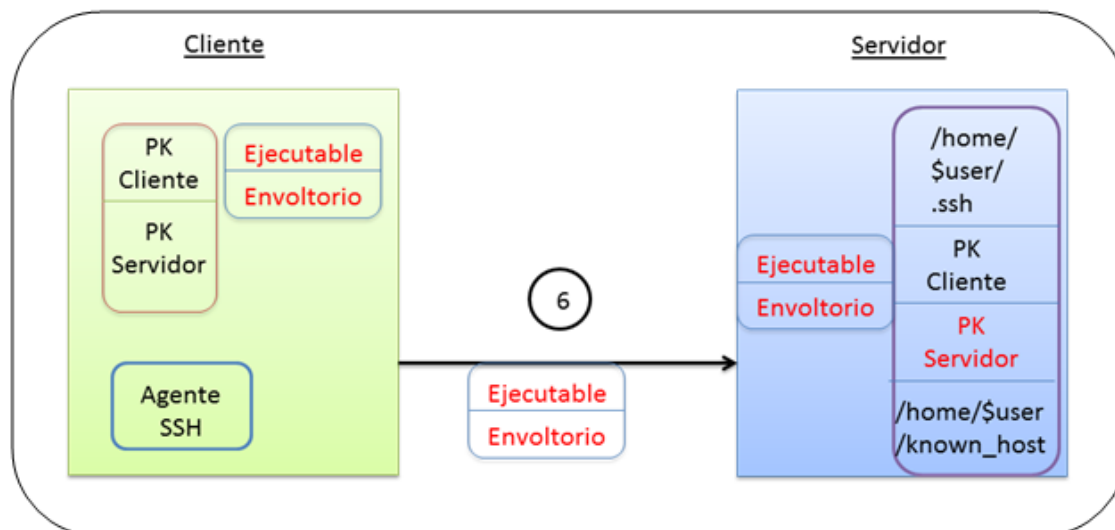 Cliente
Servidor
PK
Cliente
PK
Servidor
Ejecutable
Envoltorio
Agente
SSH
6
Ejecutable
Envoltorio
Ejecutable
Envoltorio
/home/
$user/
.ssh
PK
Cliente
PK
Servidor
/home/$user
/known_host